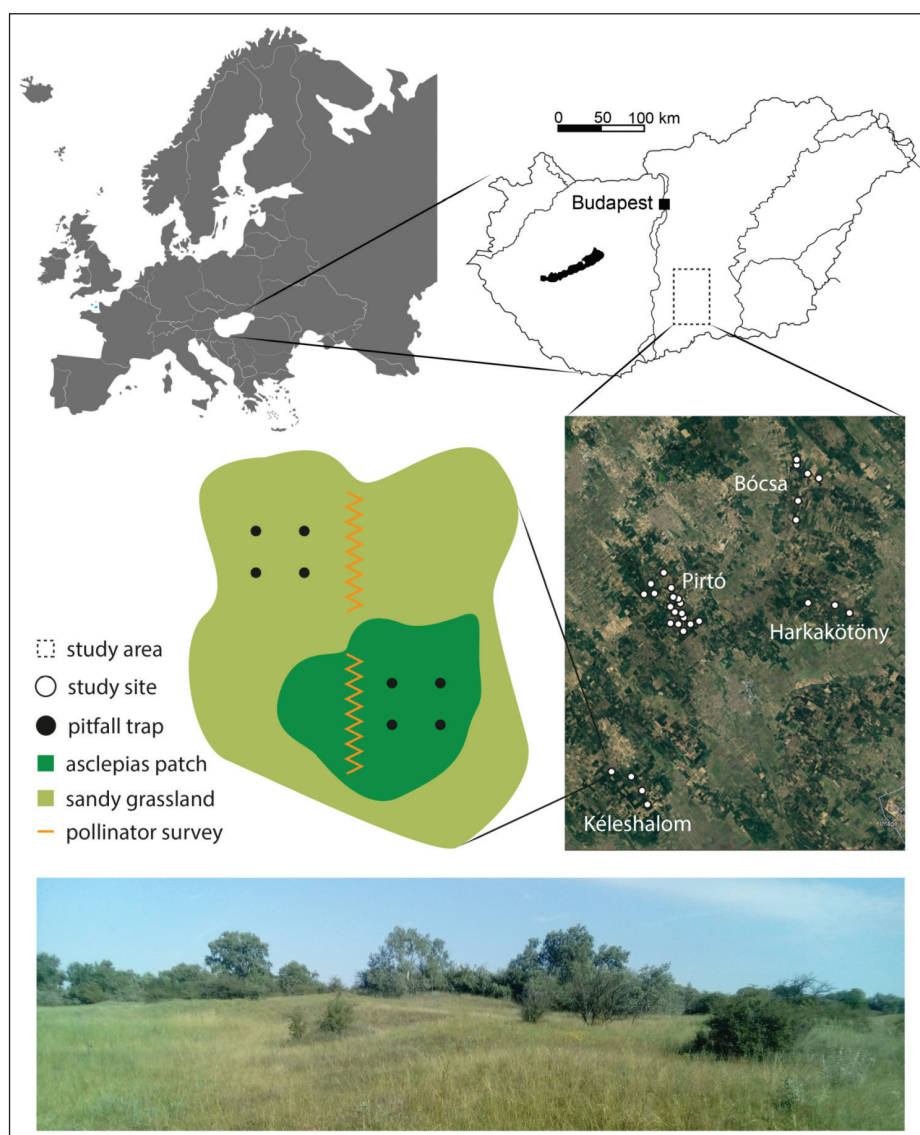 0 50 100 km
Budapest
Bócsa
Pirtó
Harkakötöny
Kéleshalom
study area
study site
pitfall trap
asclepias patch
sandy grassland
pollinator survey